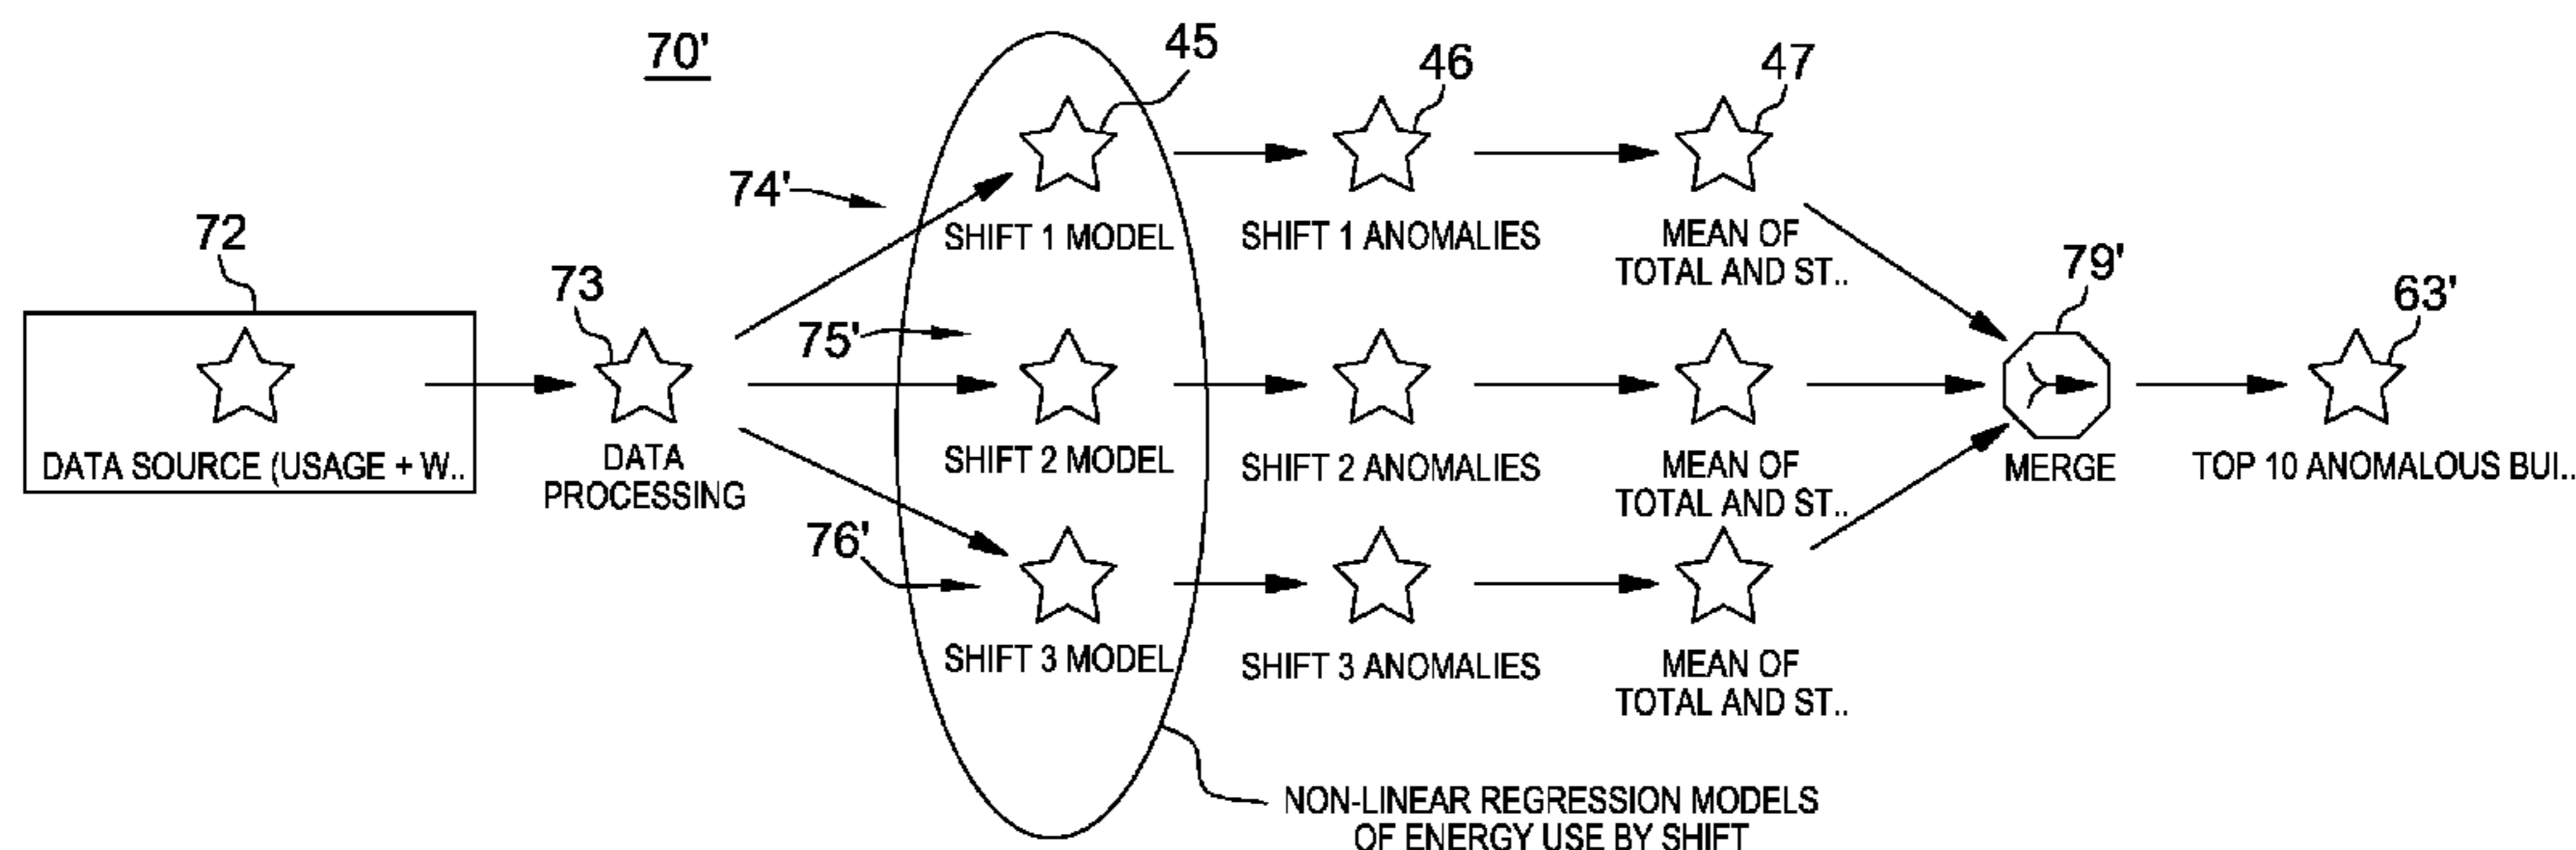 70'
45
46
47
74'
72
SHIFT 1 MODEL
SHIFT 1 ANOMALIES
MEAN OF
TOTAL AND ST..
73
79'
63'
75'
DATA SOURCE (USAGE + W..
DATA
PROCESSING
SHIFT 2 MODEL
SHIFT 2 ANOMALIES
MEAN OF
TOTAL AND ST..
MERGE
TOP 10 ANOMALOUS BUI..
76'
SHIFT 3 MODEL
SHIFT 3 ANOMALIES
MEAN OF
TOTAL AND ST..
NON-LINEAR REGRESSION MODELS
OF ENERGY USE BY SHIFT